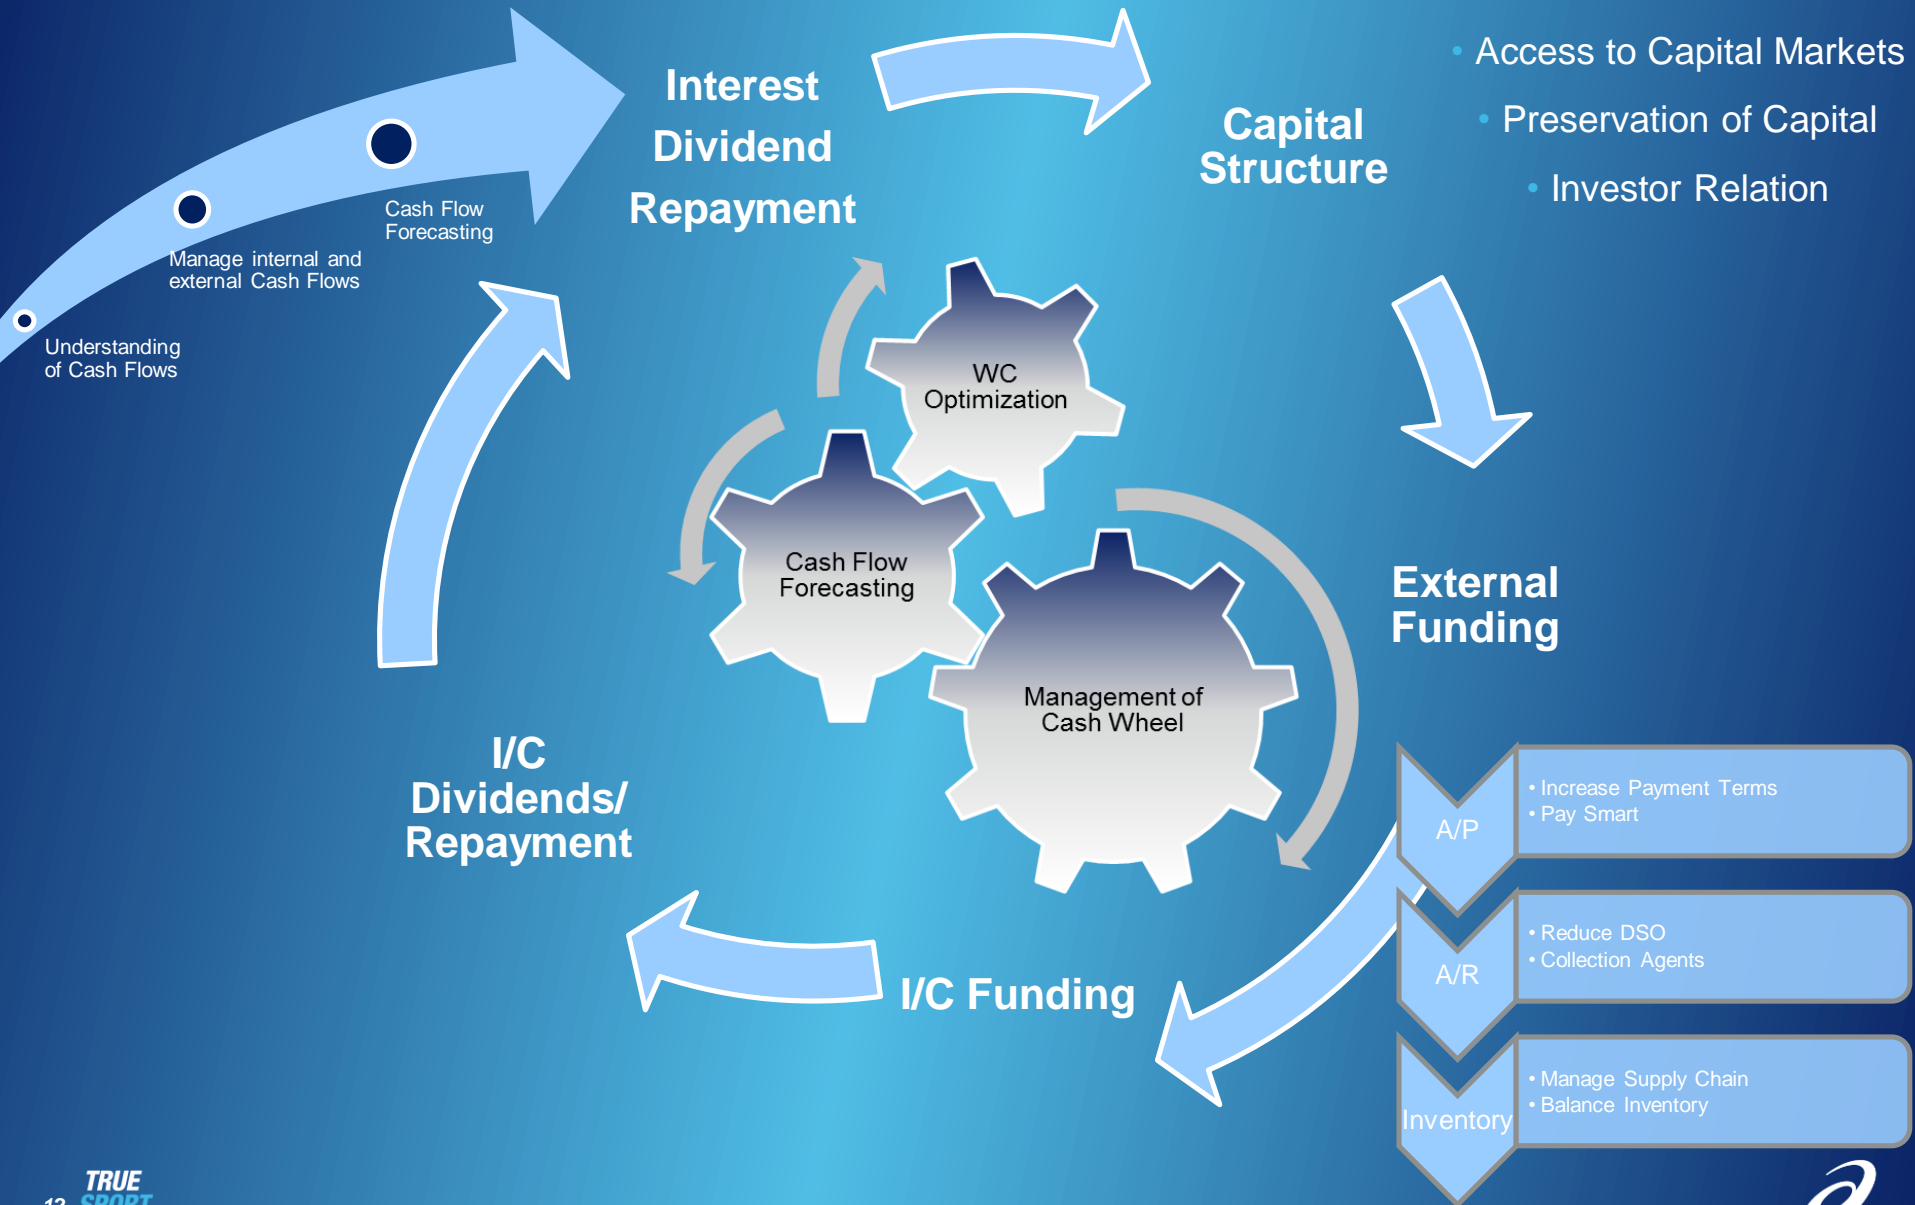 Interest
Dividend
Repayment
Capital
Structure
• Access to Capital Markets
• Preservation of Capital
• Investor Relation
Cash Flow
Forecasting
Manage internal and
external Cash Flows
Understanding
of Cash Flows
WC
Optimization
Cash Flow
Forecasting
Management of
Cash Wheel
External
Funding
I/C
Dividends/
Repayment
I/C Funding
A/P
• Increase Payment Terms
• Pay Smart
A/R
• Reduce DSO
• Collection Agents
Inventory
• Manage Supply Chain
• Balance Inventory
12
TRUE
SPORT